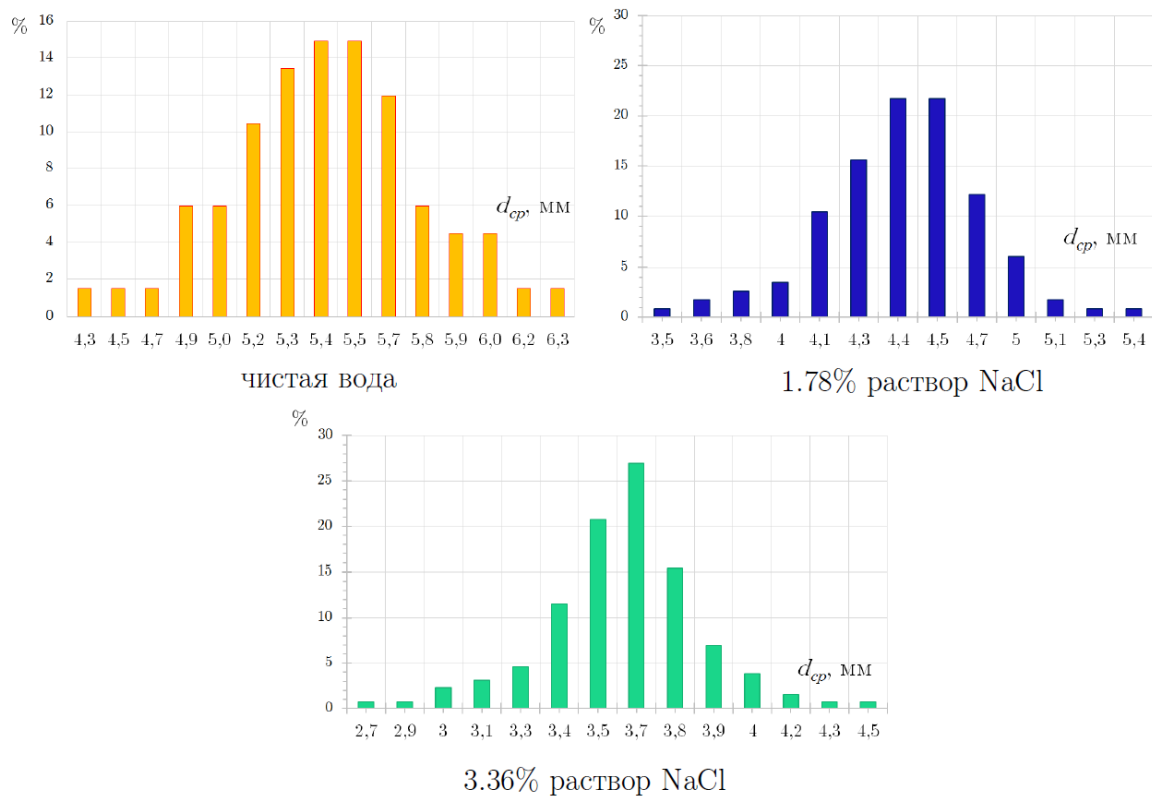 %
16
14
12
10
8
6
4
2
0
d_ср, мм
4,3 4,5 4,7 4,9 5,0 5,2 5,3 5,4 5,5 5,7 5,8 5,9 6,0 6,2 6,3
чистая вода
%
30
25
20
15
10
5
0
d_ср, мм
3,5 3,6 3,8 4 4,1 4,3 4,4 4,5 4,7 5 5,1 5,3 5,4
1.78% раствор NaCl
%
30
25
20
15
10
5
0
d_ср, мм
2,7 2,9 3 3,1 3,3 3,4 3,5 3,7 3,8 3,9 4 4,2 4,3 4,5
3.36% раствор NaCl